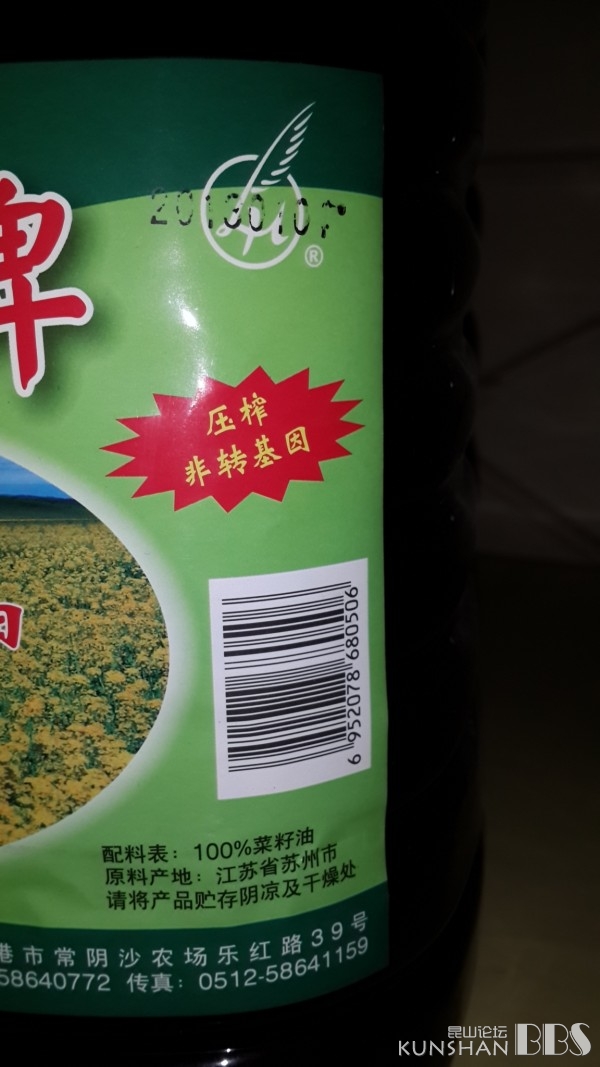 牌
®
压榨
非转基因
6 952078 680506
配料表：100%菜籽油
原料产地：江苏省苏州市
请将产品贮存阴凉及干燥处
港市常阴沙农场乐红路39号
58640772 传真：0512-58641159
昆山论坛
KUNSHAN BBS